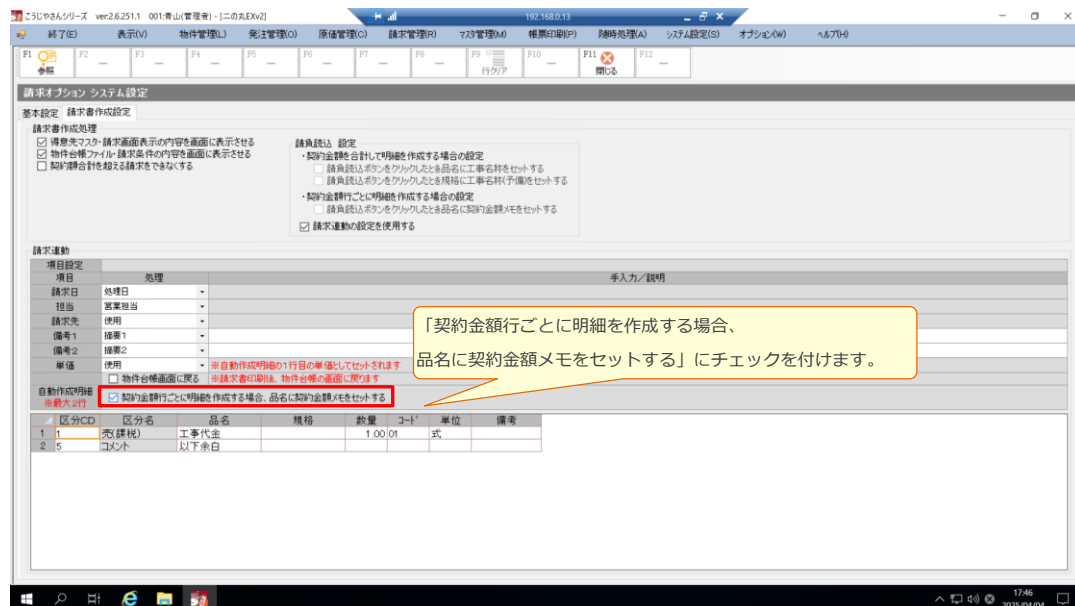 こうじやさんシリーズ ver:2.6.251.1 001:青山(管理者) - [二の丸EXv2]
192.168.0.13
終了(E) 表示(V) 物件管理(L) 発注管理(O) 原価管理(C) 請求管理(R) マスタ管理(M) 帳票印刷(P) 随時処理(A) システム設定(S) オプション(W) ヘルプ(H)
F1 F2 F3 F4 F5 F6 F7 F8 F9 F10 F11 F12
参照 行クリア 閉じる
請求オプション システム設定
基本設定 請求書作成設定
請求書作成処理
得意先マスタ・請求画面表示の内容を画面に表示させる
物件台帳ファイル・請求条件の内容を画面に表示させる
契約額合計を超える請求をできなくする
請負読込 設定
・契約金額を合計して明細を作成する場合の設定
請負読込ボタンをクリックしたとき品名に工事名称をセットする
請負読込ボタンをクリックしたとき規格に工事名称(予備)をセットする
・契約金額行ごとに明細を作成する場合の設定
請負読込ボタンをクリックしたとき品名に契約金額メモをセットする
請求連動の設定を使用する
請求連動
項目設定
項目 処理 手入力/説明
請求日 処理日
担当 営業担当
請求先 使用
備考1 摘要1
備考2 摘要2
単価 使用 ※自動作成明細の1行目の単価としてセットされます
物件台帳画面に戻る ※請求書印刷後、物件台帳の画面に戻ります
自動作成明細
※最大2行
契約金額行ごとに明細を作成する場合、品名に契約金額メモをセットする
「契約金額行ごとに明細を作成する場合、
品名に契約金額メモをセットする」にチェックを付けます。
区分CD 区分名 品名 規格 数量 コード 単位 備考
1 1 売(課税) 工事代金 1.00 01 式
2 5 コメント 以下余白
17:46
2025/04/04